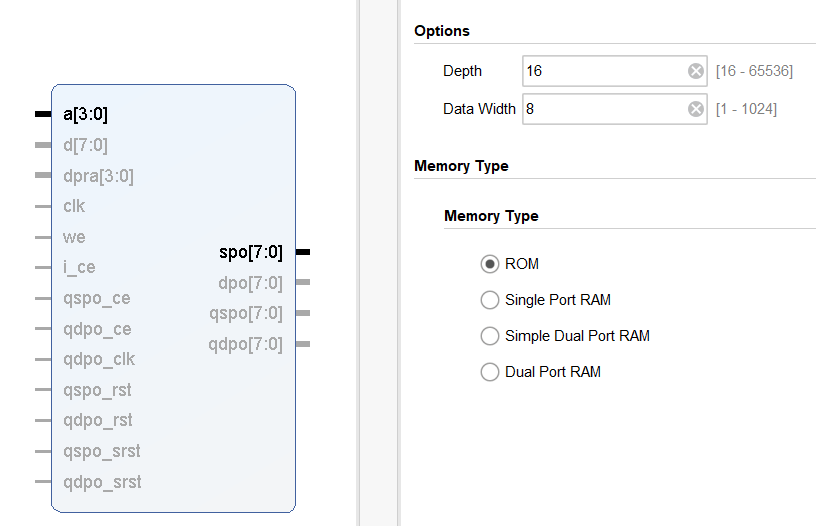 a[3:0]
d[7:0]
dpra[3:0]
clk
we
i_ce
qspo_ce
qdpo_ce
qdpo_clk
qspo_rst
qdpo_rst
qspo_srst
qdpo_srst
spo[7:0]
dpo[7:0]
qspo[7:0]
qdpo[7:0]
Options
Depth 16 [16 - 65536]
Data Width 8 [1 - 1024]
Memory Type
Memory Type
ROM
Single Port RAM
Simple Dual Port RAM
Dual Port RAM